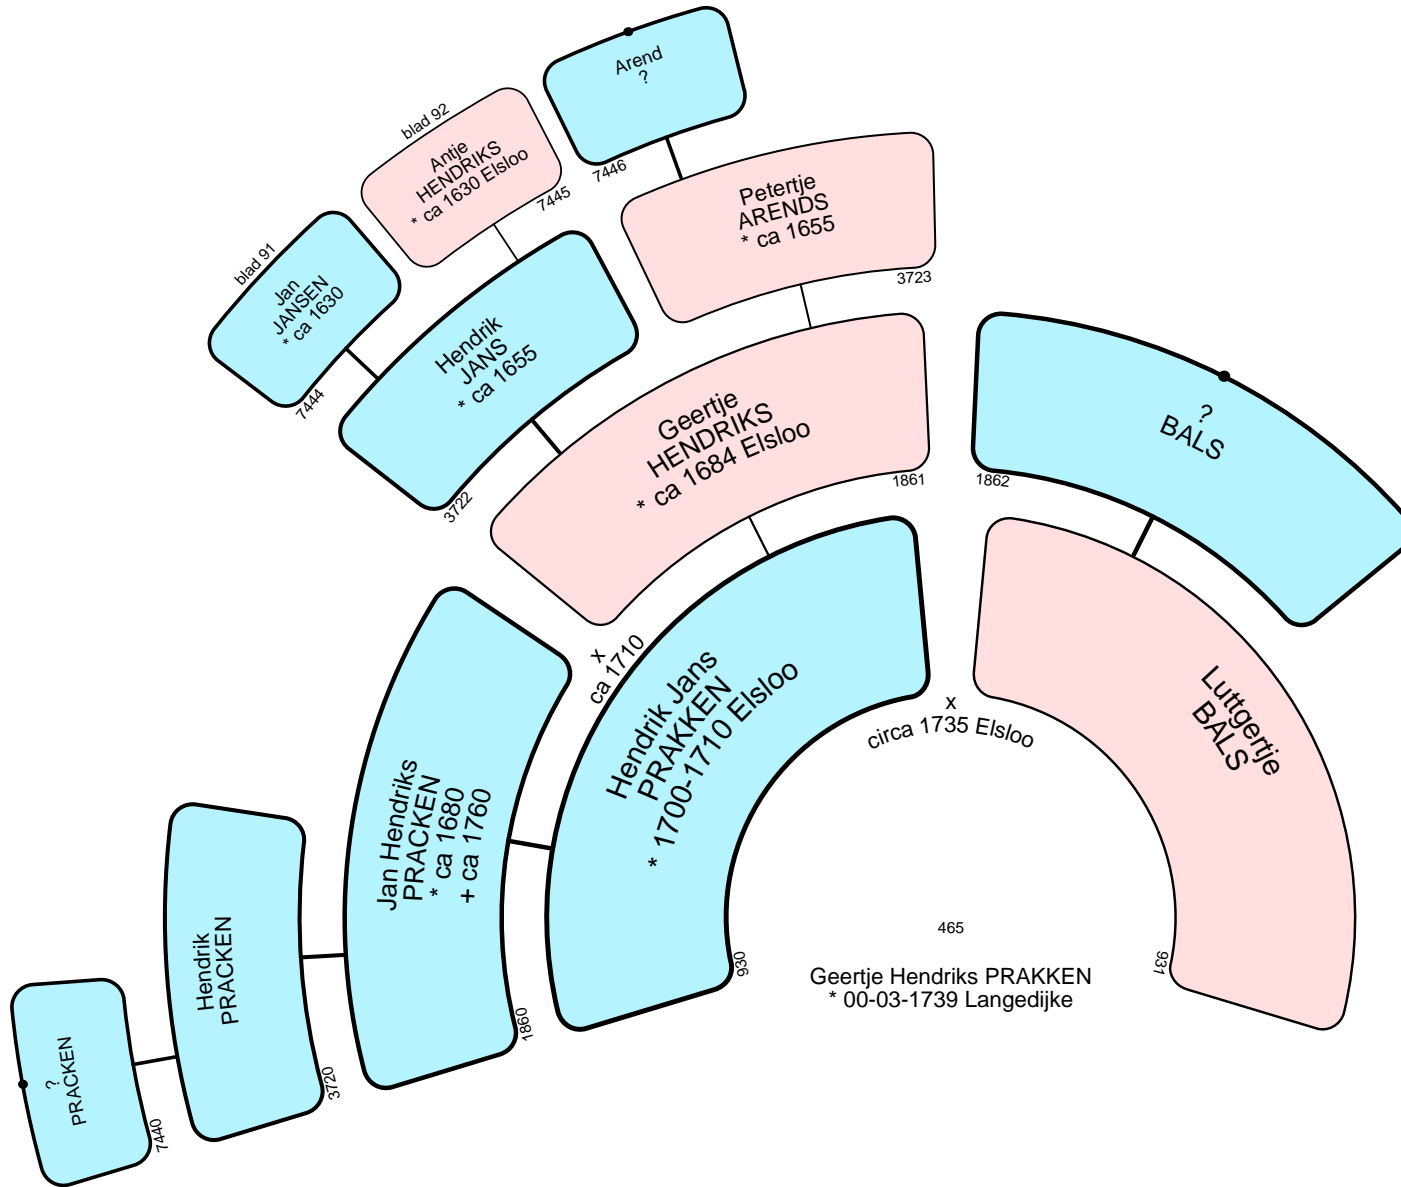 Arend
?
7446
blad 92
Antje
HENDRIKS
* ca 1630 Elsloo
7445
Petertje
ARENDS
* ca 1655
3723
blad 91
Jan
JANSEN
* ca 1630
7444
Hendrik
JANS
* ca 1655
3722
Geertje
HENDRIKS
* ca 1684 Elsloo
1861
?
BALS
1862
x
ca 1710
Hendrik Jans
PRAKKEN
* 1700-1710 Elsloo
930
x
circa 1735 Elsloo
Luttgertje
BALS
931
Jan Hendriks
PRACKEN
* ca 1680
+ ca 1760
1860
Hendrik
PRACKEN
3720
?
PRACKEN
7440
465
Geertje Hendriks PRAKKEN
* 00-03-1739 Langedijke